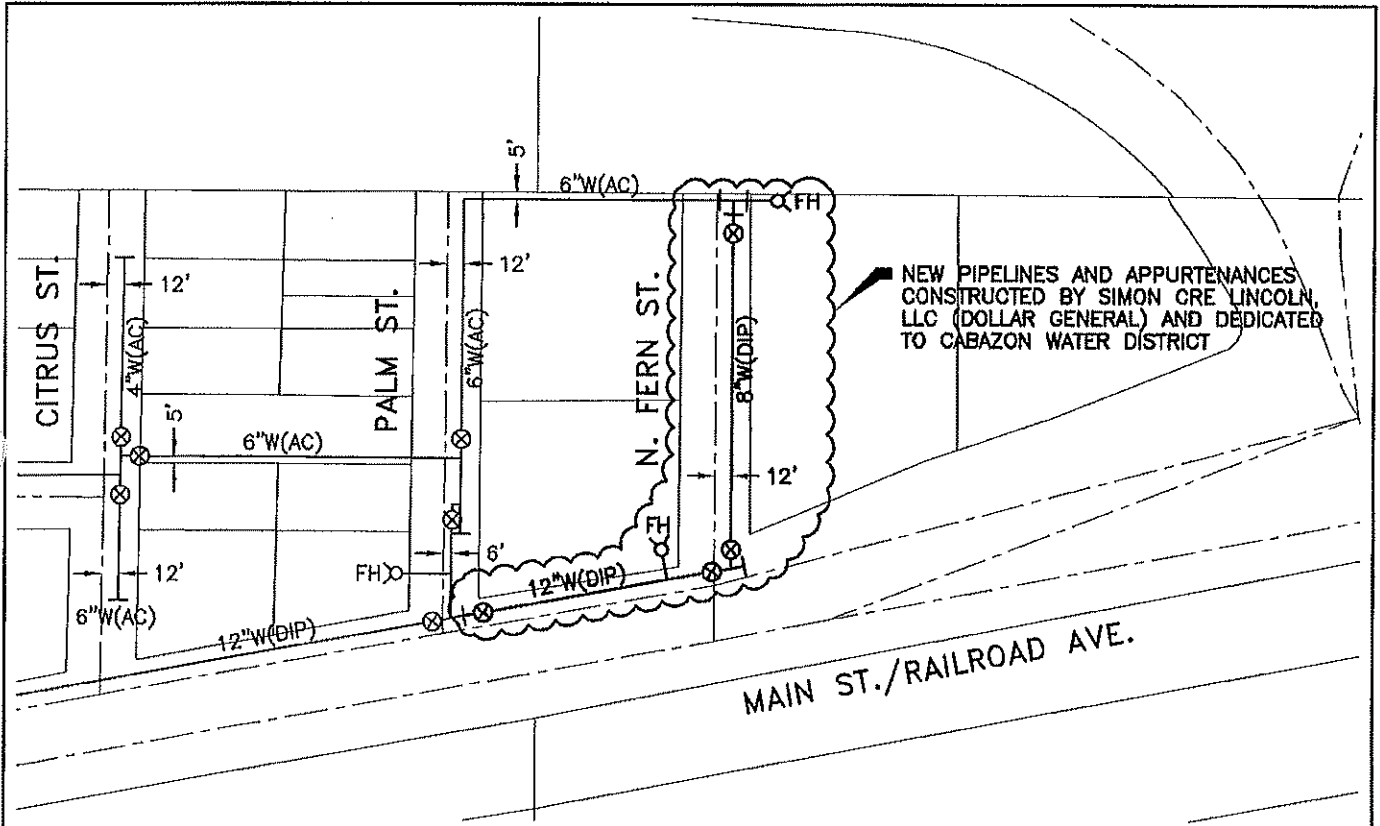 5'
6"W(AC)
FH
CITRUS ST.
12'
4"W(AC)
PALM ST.
12'
6"W(AC)
N. FERN ST.
8"W(DIP)
NEW PIPELINES AND APPURTENANCES
CONSTRUCTED BY SIMON CRE LINCOLN,
LLC (DOLLAR GENERAL) AND DEDICATED
TO CABAZON WATER DISTRICT
5'
6"W(AC)
12'
FH
6'
12'
FH
12"W(DIP)
6"W(AC)
12"W(DIP)
MAIN ST./RAILROAD AVE.